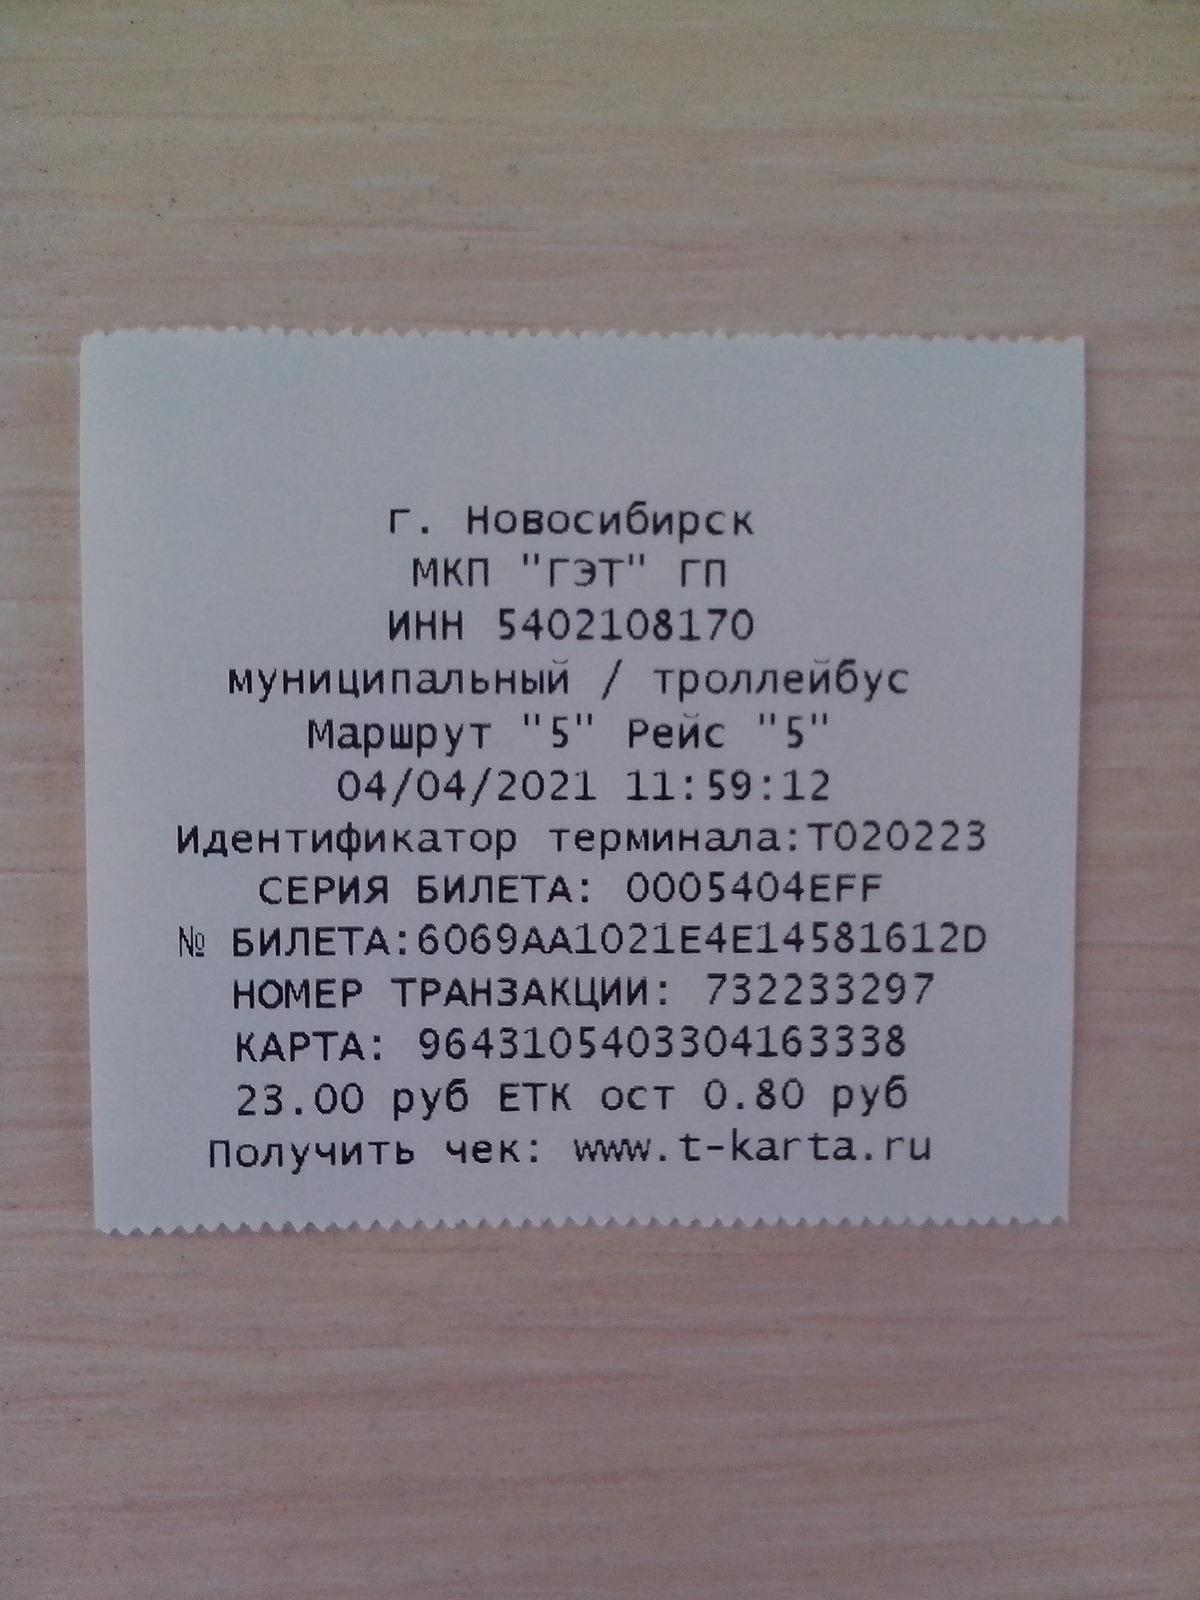 г. Новосибирск
МКП "ГЭТ" ГП
ИНН 5402108170
муниципальный / троллейбус
Маршрут "5" Рейс "5"
04/04/2021 11:59:12
Идентификатор терминала:T020223
СЕРИЯ БИЛЕТА: 0005404EFF
№ БИЛЕТА:6069AA1021E4E14581612D
НОМЕР ТРАНЗАКЦИИ: 732233297
КАРТА: 9643105403304163338
23.00 руб ЕТК ост 0.80 руб
Получить чек: www.t-karta.ru